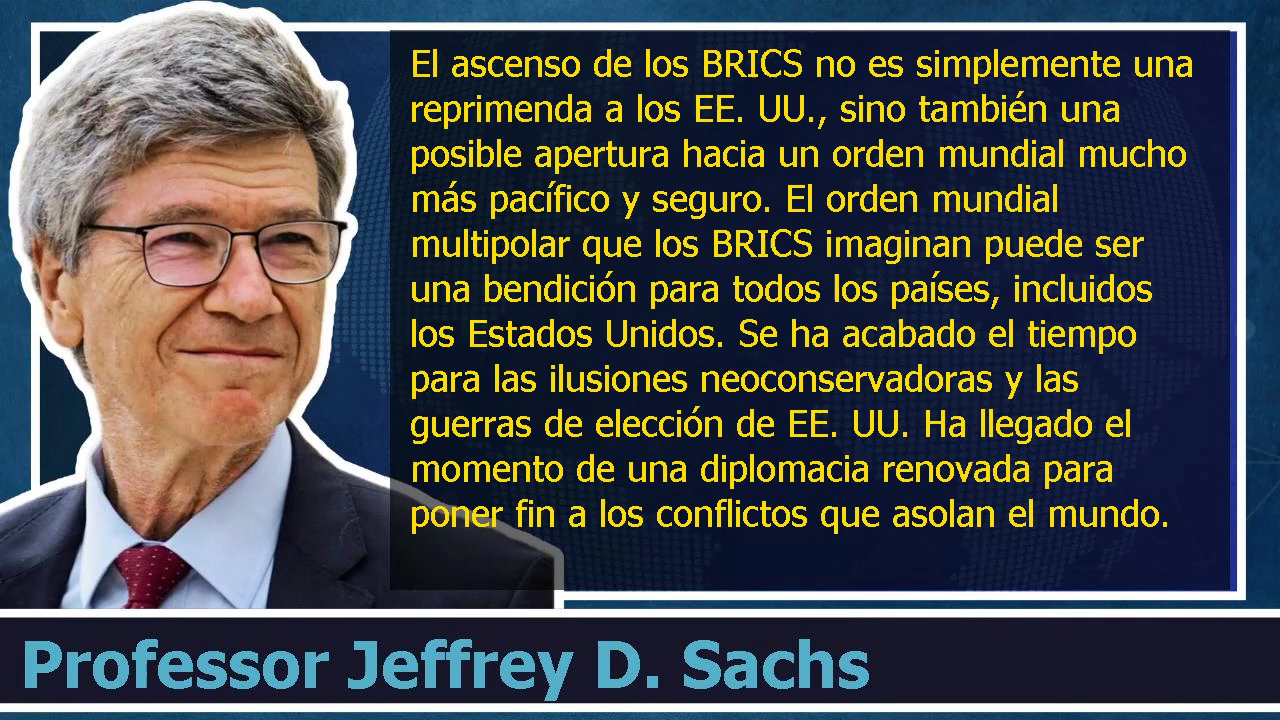 El ascenso de los BRICS no es simplemente una
reprimenda a los EE. UU., sino también una
posible apertura hacia un orden mundial mucho
más pacífico y seguro. El orden mundial
multipolar que los BRICS imaginan puede ser
una bendición para todos los países, incluidos
los Estados Unidos. Se ha acabado el tiempo
para las ilusiones neoconservadoras y las
guerras de elección de EE. UU. Ha llegado el
momento de una diplomacia renovada para
poner fin a los conflictos que asolan el mundo.
Professor Jeffrey D. Sachs